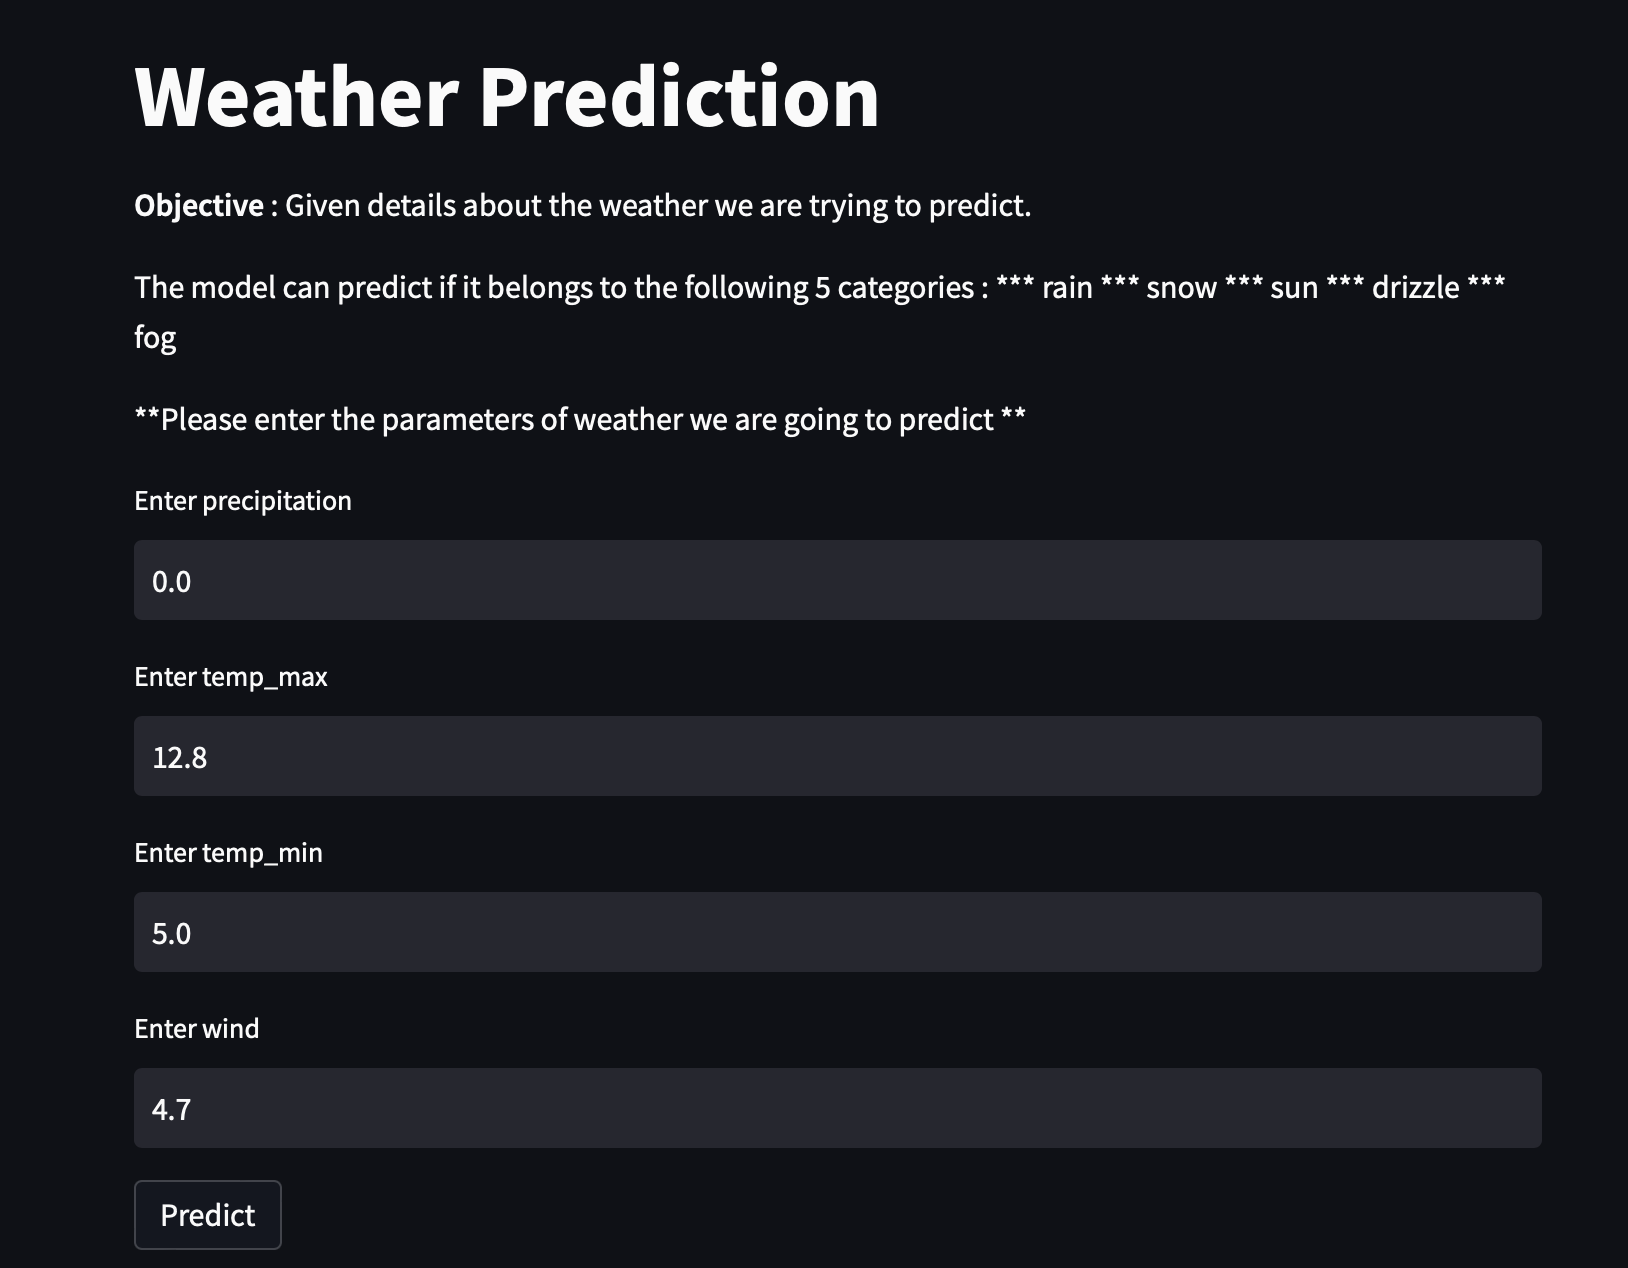 Weather Prediction
Objective : Given details about the weather we are trying to predict.
The model can predict if it belongs to the following 5 categories : *** rain *** snow *** sun *** drizzle ***
fog
**Please enter the parameters of weather we are going to predict **
Enter precipitation
0.0
Enter temp_max
12.8
Enter temp_min
5.0
Enter wind
4.7
Predict